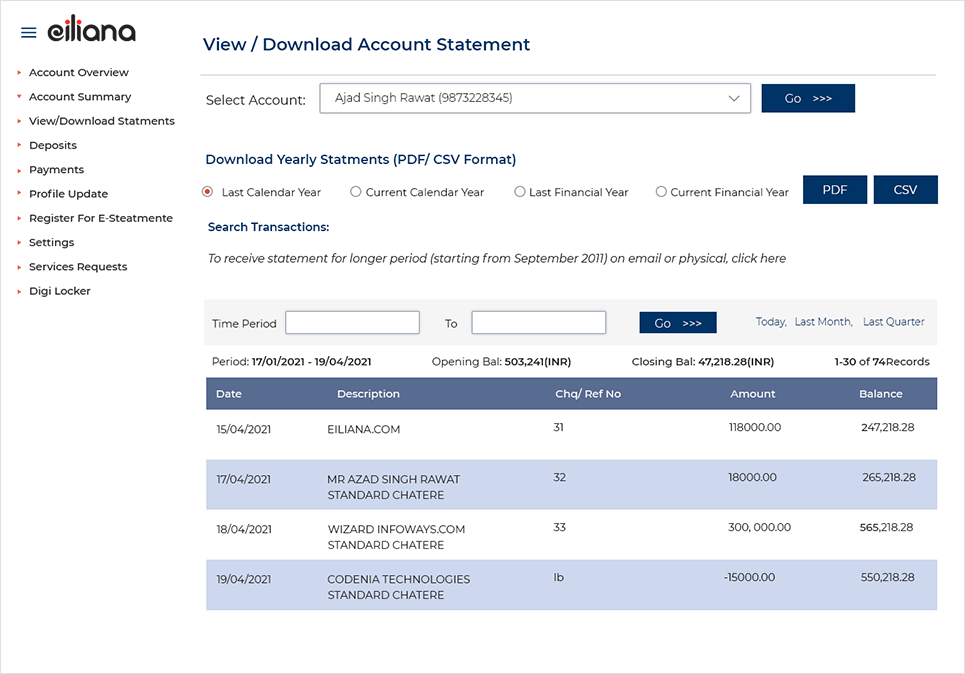 eiliana
Account Overview
Account Summary
View/Download Statments
Deposits
Payments
Profile Update
Register For E-Steatmente
Settings
Services Requests
Digi Locker
View / Download Account Statement
Select Account: Ajad Singh Rawat (9873228345) Go >>>
Download Yearly Statments (PDF/ CSV Format)
Last Calendar Year Current Calendar Year Last Financial Year Current Financial Year PDF CSV
Search Transactions:
To receive statement for longer period (starting from September 2011) on email or physical, click here
Time Period To Go >>> Today, Last Month, Last Quarter
Period: 17/01/2021 - 19/04/2021 Opening Bal: 503,241(INR) Closing Bal: 47,218.28(INR) 1-30 of 74Records
Date Description Chq/ Ref No Amount Balance
15/04/2021 EILIANA.COM 31 118000.00 247,218.28
17/04/2021 MR AZAD SINGH RAWAT 32 18000.00 265,218.28
STANDARD CHATERE
18/04/2021 WIZARD INFOWAYS.COM 33 300, 000.00 565,218.28
STANDARD CHATERE
19/04/2021 CODENIA TECHNOLOGIES lb -15000.00 550,218.28
STANDARD CHATERE